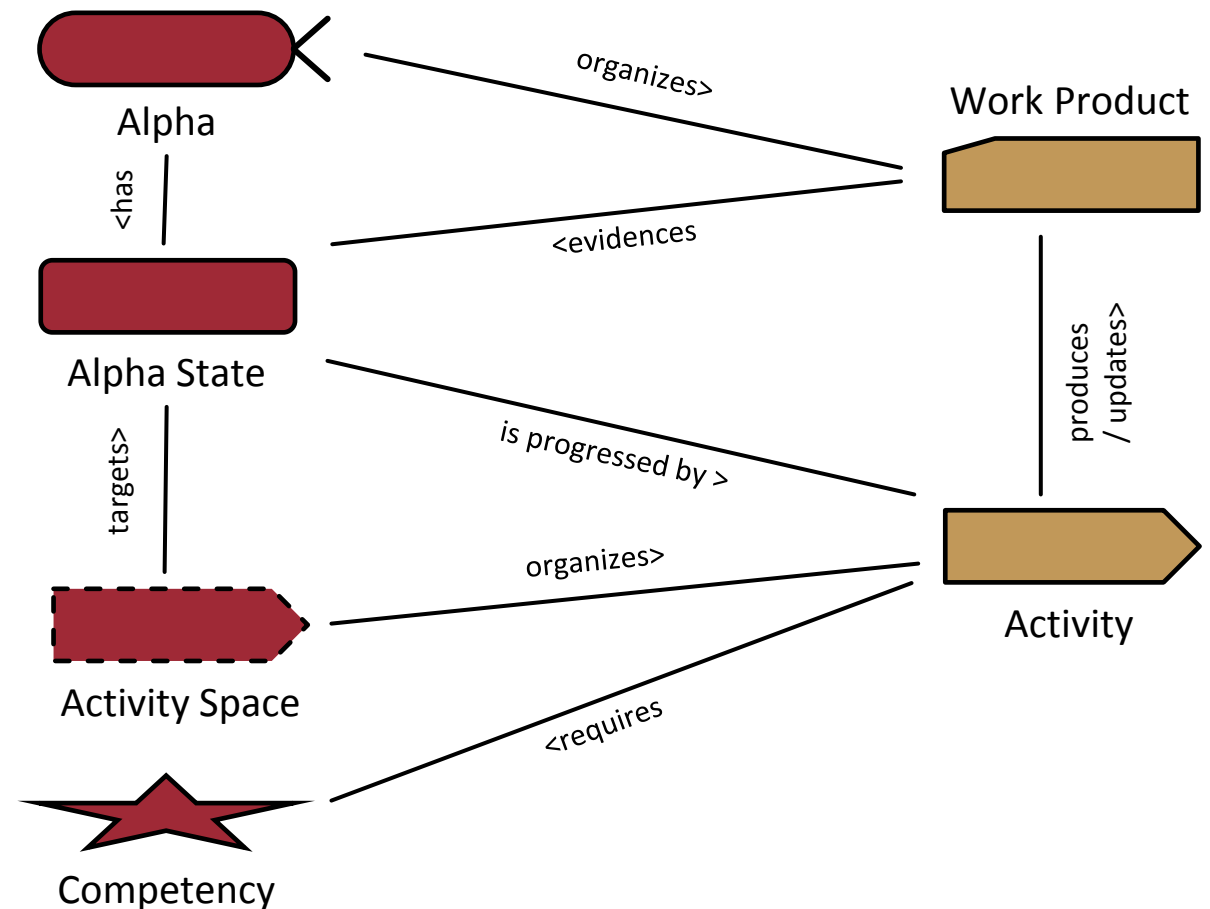 organizes>
Work Product
Alpha
<has
<evidences
Alpha State
produces
/ updates>
targets>
is progressed by >
organizes>
Activity
Activity Space
<requires
Competency